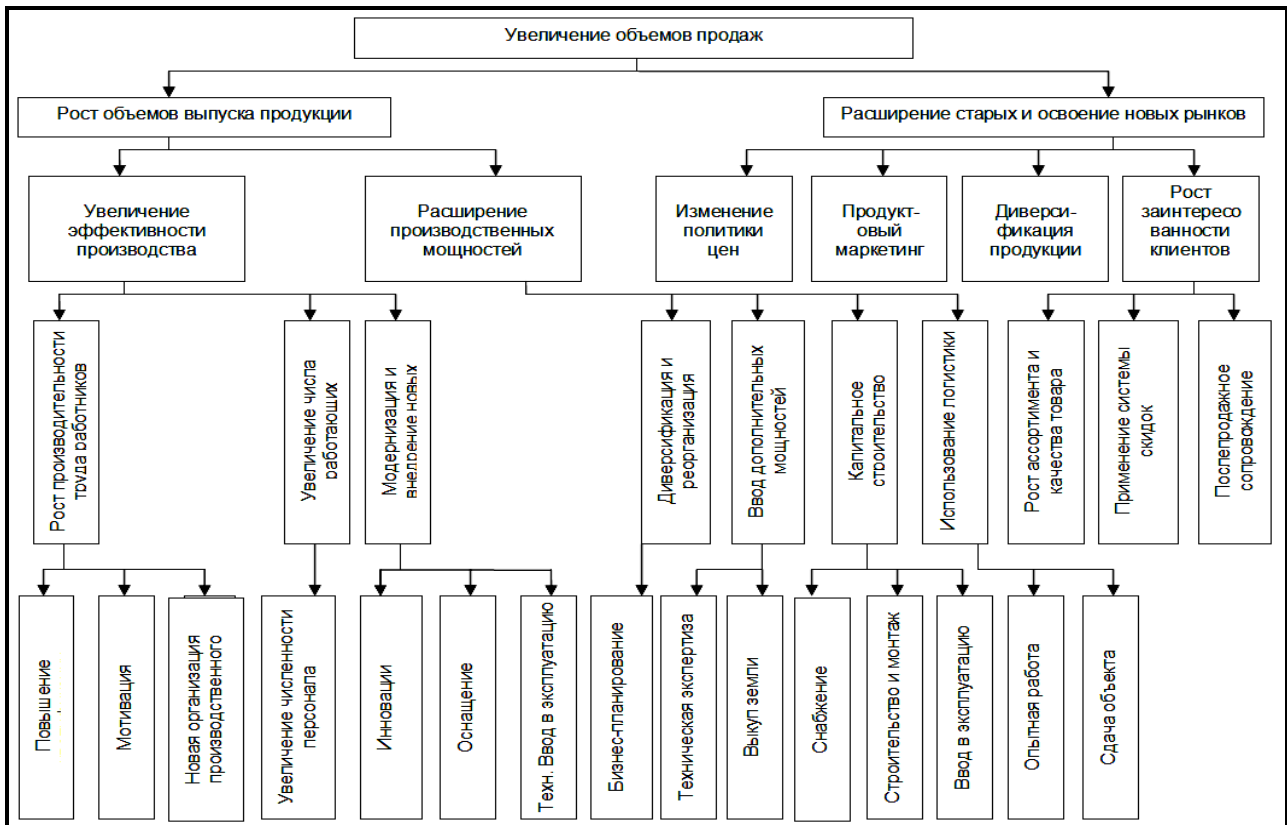 Увеличение объемов продаж
Рост объемов выпуска продукции
Расширение старых и освоение новых рынков
Увеличение
эффективности
производства
Расширение
производственных
мощностей
Изменение
политики
цен
Продукт-
овый
маркетинг
Диверси-
фикация
продукции
Рост
заинтересо
ванности
клиентов
Рост производительности
труда работников
Увеличение числа
работающих
Модернизация и
внедрение новых
Диверсификация и
реорганизация
Ввод дополнительных
мощностей
Капитальное
строительство
Использование логистики
Рост ассортимента и
качества товара
Применение системы
скидок
Послепродажное
сопровождение
Повышение
Мотивация
Новая организация
производственного
Увеличение численности
персонала
Инновации
Оснащение
Техн. Ввод в эксплуатацию
Бизнес-планирование
Техническая экспертиза
Выкуп земли
Снабжение
Строительство и монтаж
Ввод в эксплуатацию
Опытная работа
Сдача объекта